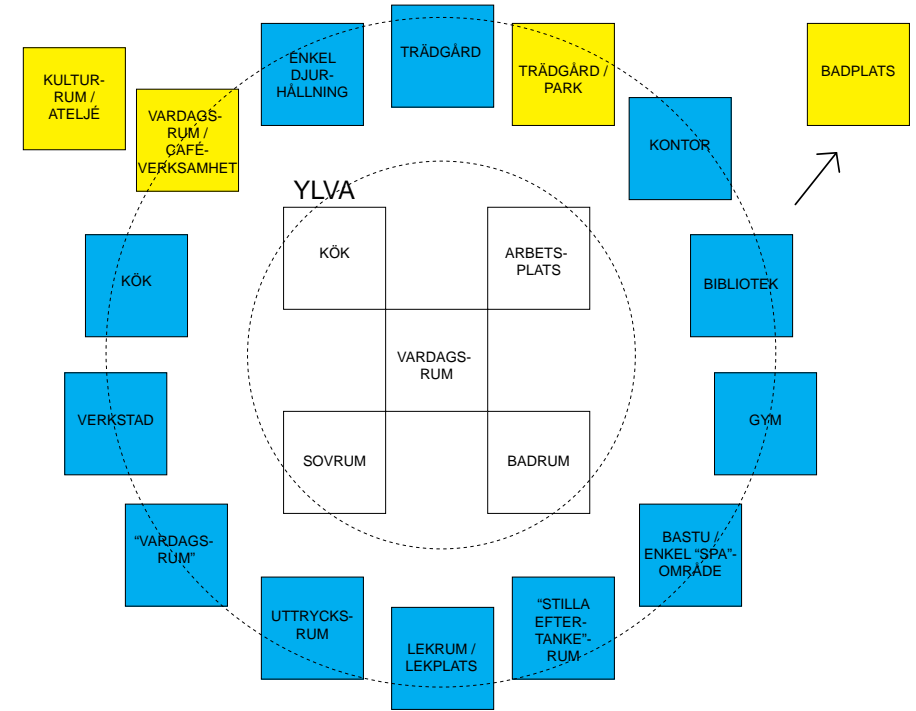 TRÄDGÅRD
ENKEL
DJUR-
HÅLLNING
TRÄDGÅRD /
PARK
BADPLATS
KULTUR-
RUM /
ATELJÉ
VARDAGS-
RUM /
CAFÉ-
VERKSAMHET
KONTOR
YLVA
KÖK
ARBETS-
PLATS
KÖK
BIBLIOTEK
VARDAGS-
RUM
VERKSTAD
GYM
SOVRUM
BADRUM
“VARDAGS-
RUM”
BASTU /
ENKEL “SPA”-
OMRÅDE
UTTRYCKS-
RUM
LEKRUM /
LEKPLATS
“STILLA
EFTER-
TANKE”-
RUM